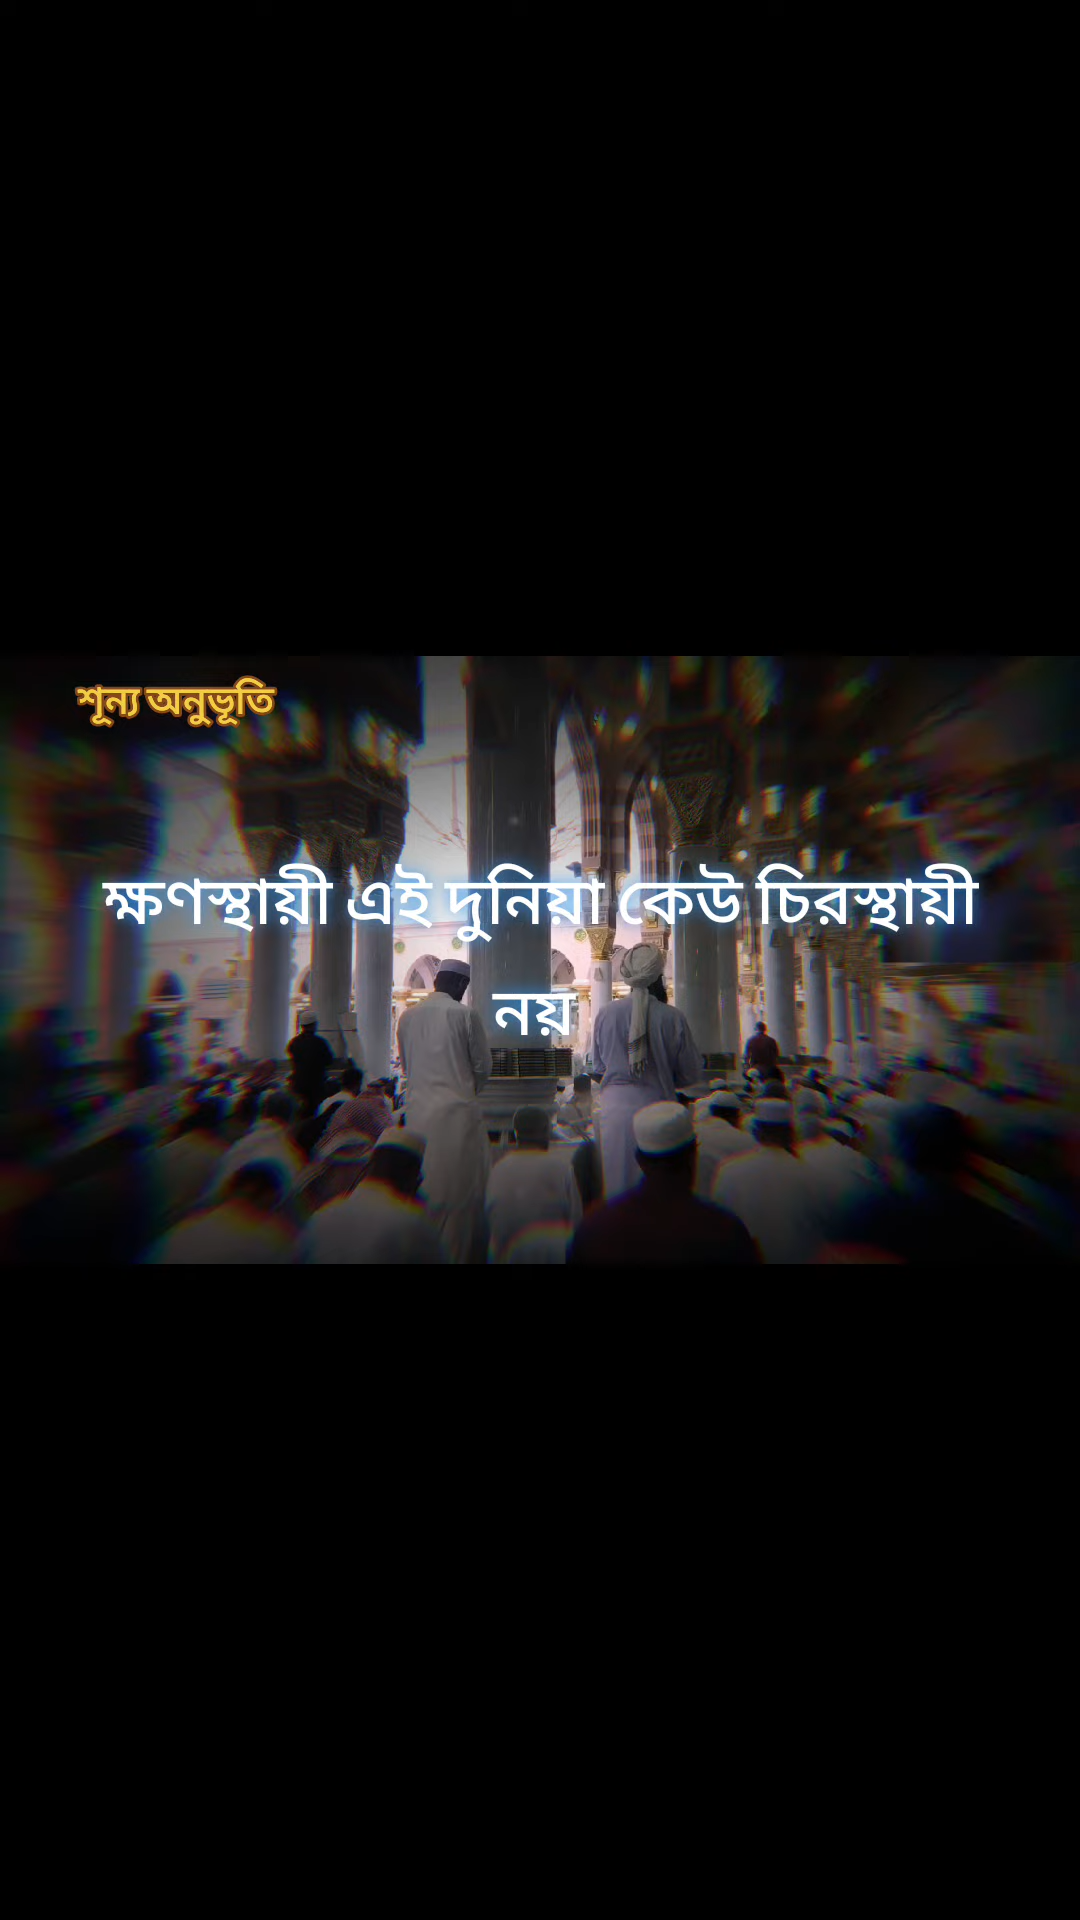 শূন্য অনুভূতি
ক্ষণস্থায়ী এই দুনিয়া কেউ চিরস্থায়ী
নয়